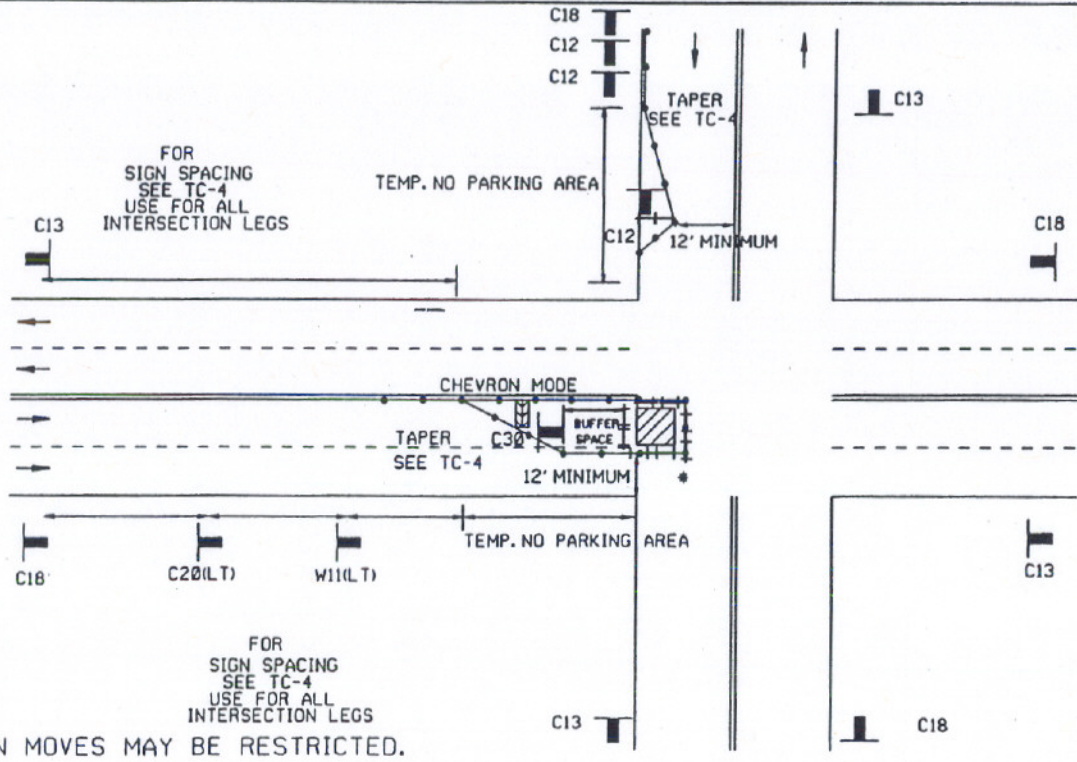 C18
C12
C12
TAPER
SEE TC-4
C13
FOR
SIGN SPACING
SEE TC-4
USE FOR ALL
INTERSECTION LEGS
TEMP. NO PARKING AREA
C13
C12
12' MINIMUM
C18
CHEVRON MODE
TAPER
SEE TC-4
C30
BUFFER
SPACE
12' MINIMUM
*
TEMP. NO PARKING AREA
C18
C20(LT)
W11(LT)
C13
FOR
SIGN SPACING
SEE TC-4
USE FOR ALL
INTERSECTION LEGS
C13
C18
N MOVES MAY BE RESTRICTED.